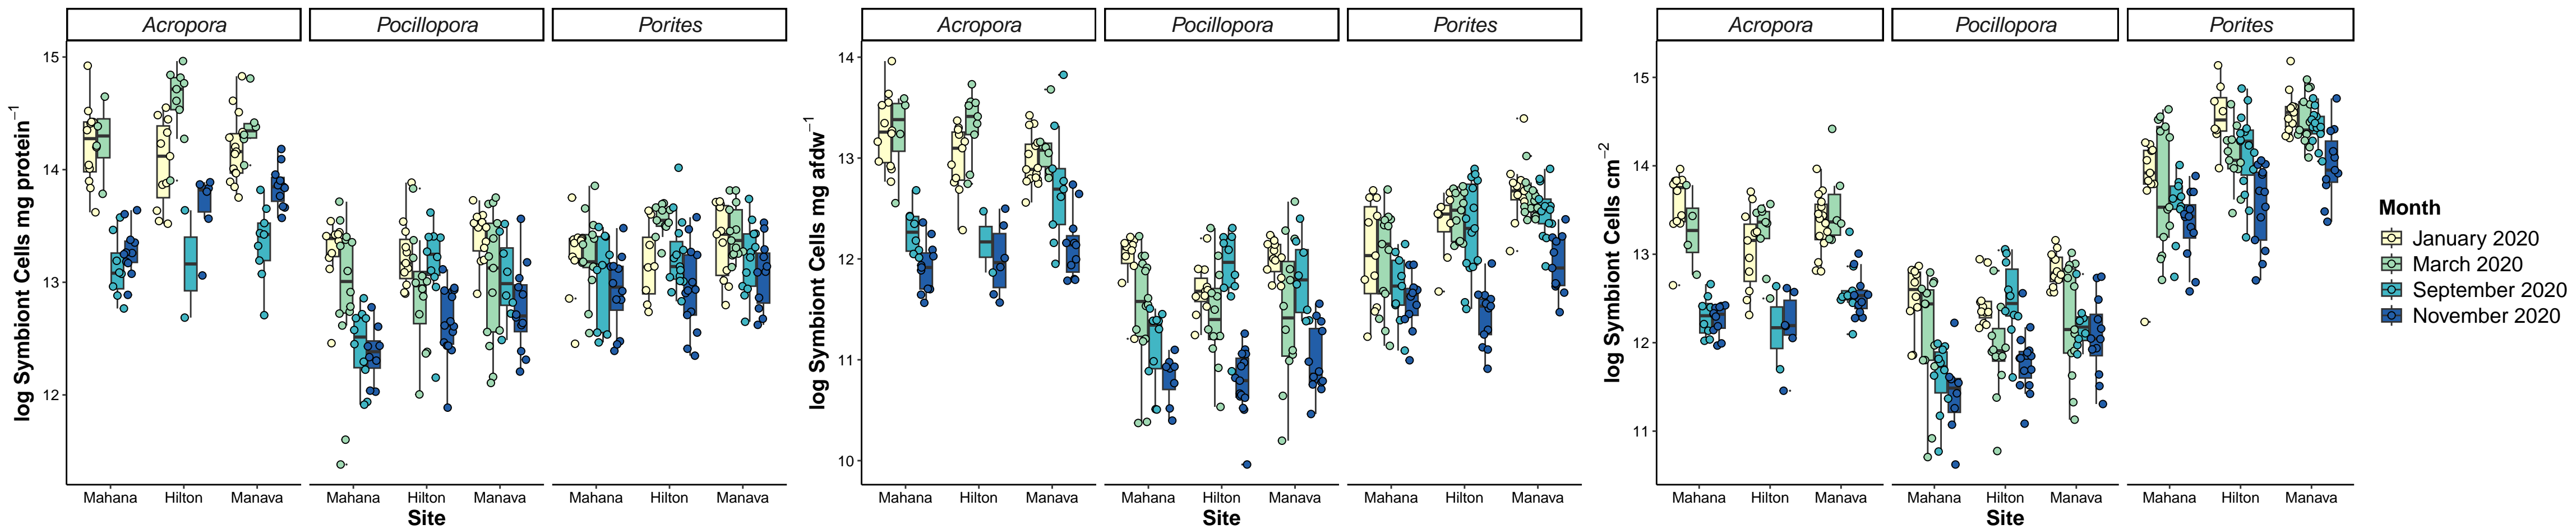 Acropora Pocillopora Porites
log Symbiont Cells mg protein⁻¹
15
14
13
12
Mahana Hilton Manava Mahana Hilton Manava Mahana Hilton Manava
Site
Acropora Pocillopora Porites
log Symbiont Cells mg afdw⁻¹
14
13
12
11
10
Mahana Hilton Manava Mahana Hilton Manava Mahana Hilton Manava
Site
Acropora Pocillopora Porites
log Symbiont Cells cm⁻²
15
14
13
12
11
Mahana Hilton Manava Mahana Hilton Manava Mahana Hilton Manava
Site
Month
January 2020
March 2020
September 2020
November 2020